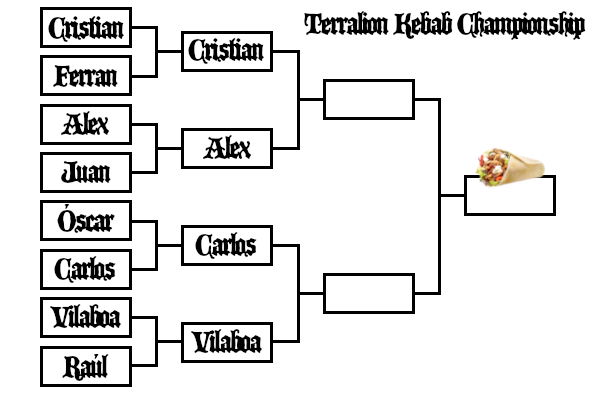 Terralion Kebab Championship
Cristian
Ferran
Alex
Juan
Óscar
Carlos
Vilaboa
Raúl
Cristian
Alex
Carlos
Vilaboa